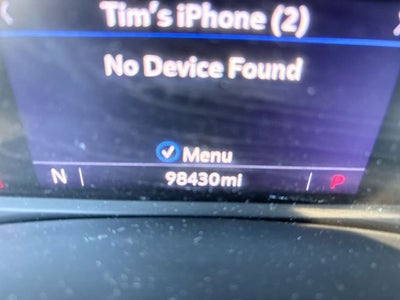 Tim's iPhone (2)
No Device Found
Menu
N 98430mi P